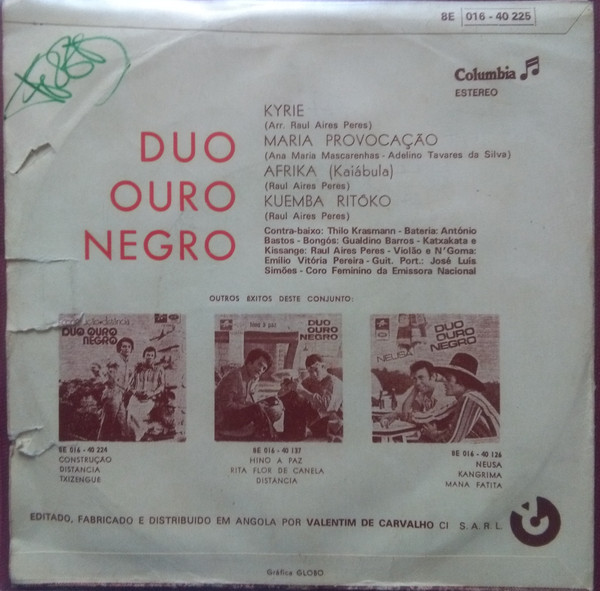 8E 016 - 40 225
Columbia
ESTEREO
DUO
OURO
NEGRO
KYRIE
(Arr. Raul Aires Peres)
MARIA PROVOCAÇÃO
(Ana Maria Mascarenhas - Adelino Tavares da Silva)
AFRIKA (Kaiábula)
(Raul Aires Peres)
KUEMBA RITÔKO
(Raul Aires Peres)
Contra-baixo: Thilo Krasmann - Bateria: António
Bastos - Bongós: Gualdino Barros - Katxakata e
Kissange: Raul Aires Peres - Violão e N'Goma:
Emílio Vitória Pereira - Guit. Port.: José Luis
Simões - Coro Feminino da Emissora Nacional
OUTROS ÊXITOS DESTE CONJUNTO:
DUO OURO
NEGRO
8E 016 - 40 224
CONSTRUÇÃO
DISTÂNCIA
TXIZENGUE
DUO
OURO
NEGRO
8E 016 - 40 137
HINO A PAZ
RITA FLOR DE CANELA
DISTÂNCIA
NEUSA
DUO
OURO
NEGRO
8E 016 - 40 126
NEUSA
KANGRIMA
MANA FATITA
EDITADO, FABRICADO E DISTRIBUIDO EM ANGOLA POR VALENTIM DE CARVALHO CI S.A.R.L.
Gráfica GLOBO